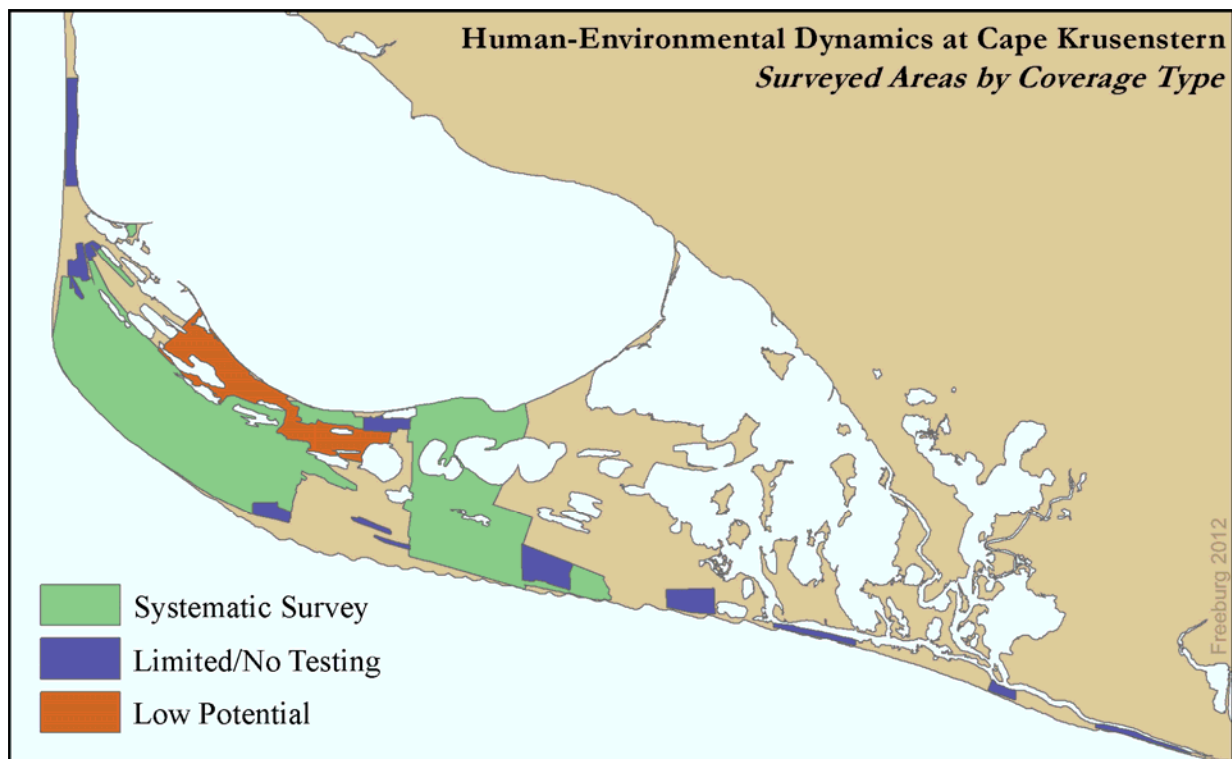 Human-Environmental Dynamics at Cape Krusenstern
Surveyed Areas by Coverage Type
Systematic Survey
Limited/No Testing
Low Potential
Freeburg 2012